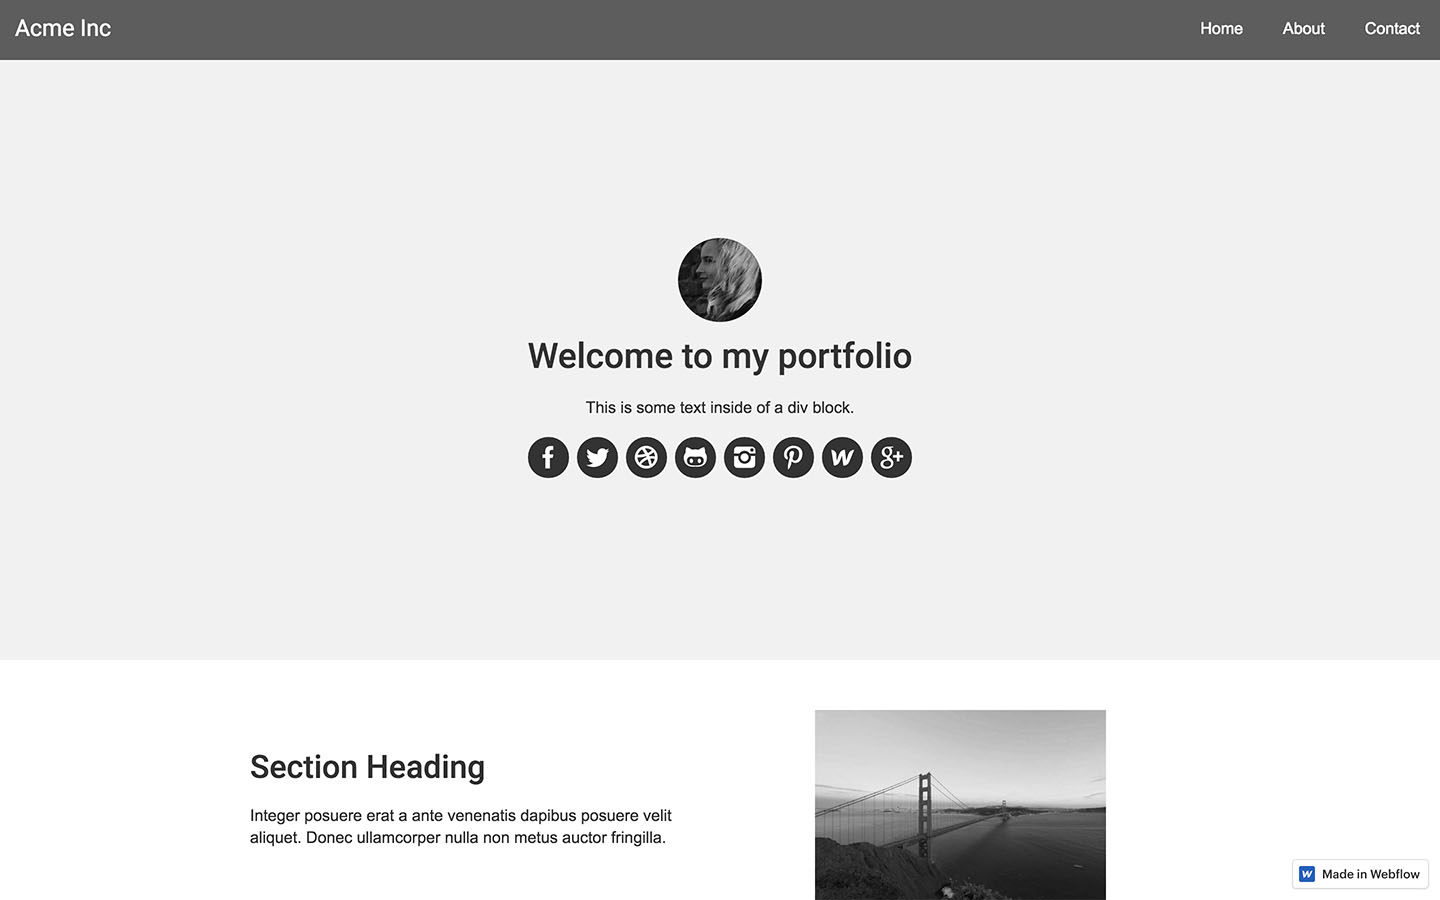 Acme Inc
Home About Contact
Welcome to my portfolio
This is some text inside of a div block.
Section Heading
Integer posuere erat a ante venenatis dapibus posuere velit
aliquet. Donec ullamcorper nulla non metus auctor fringilla.
Made in Webflow